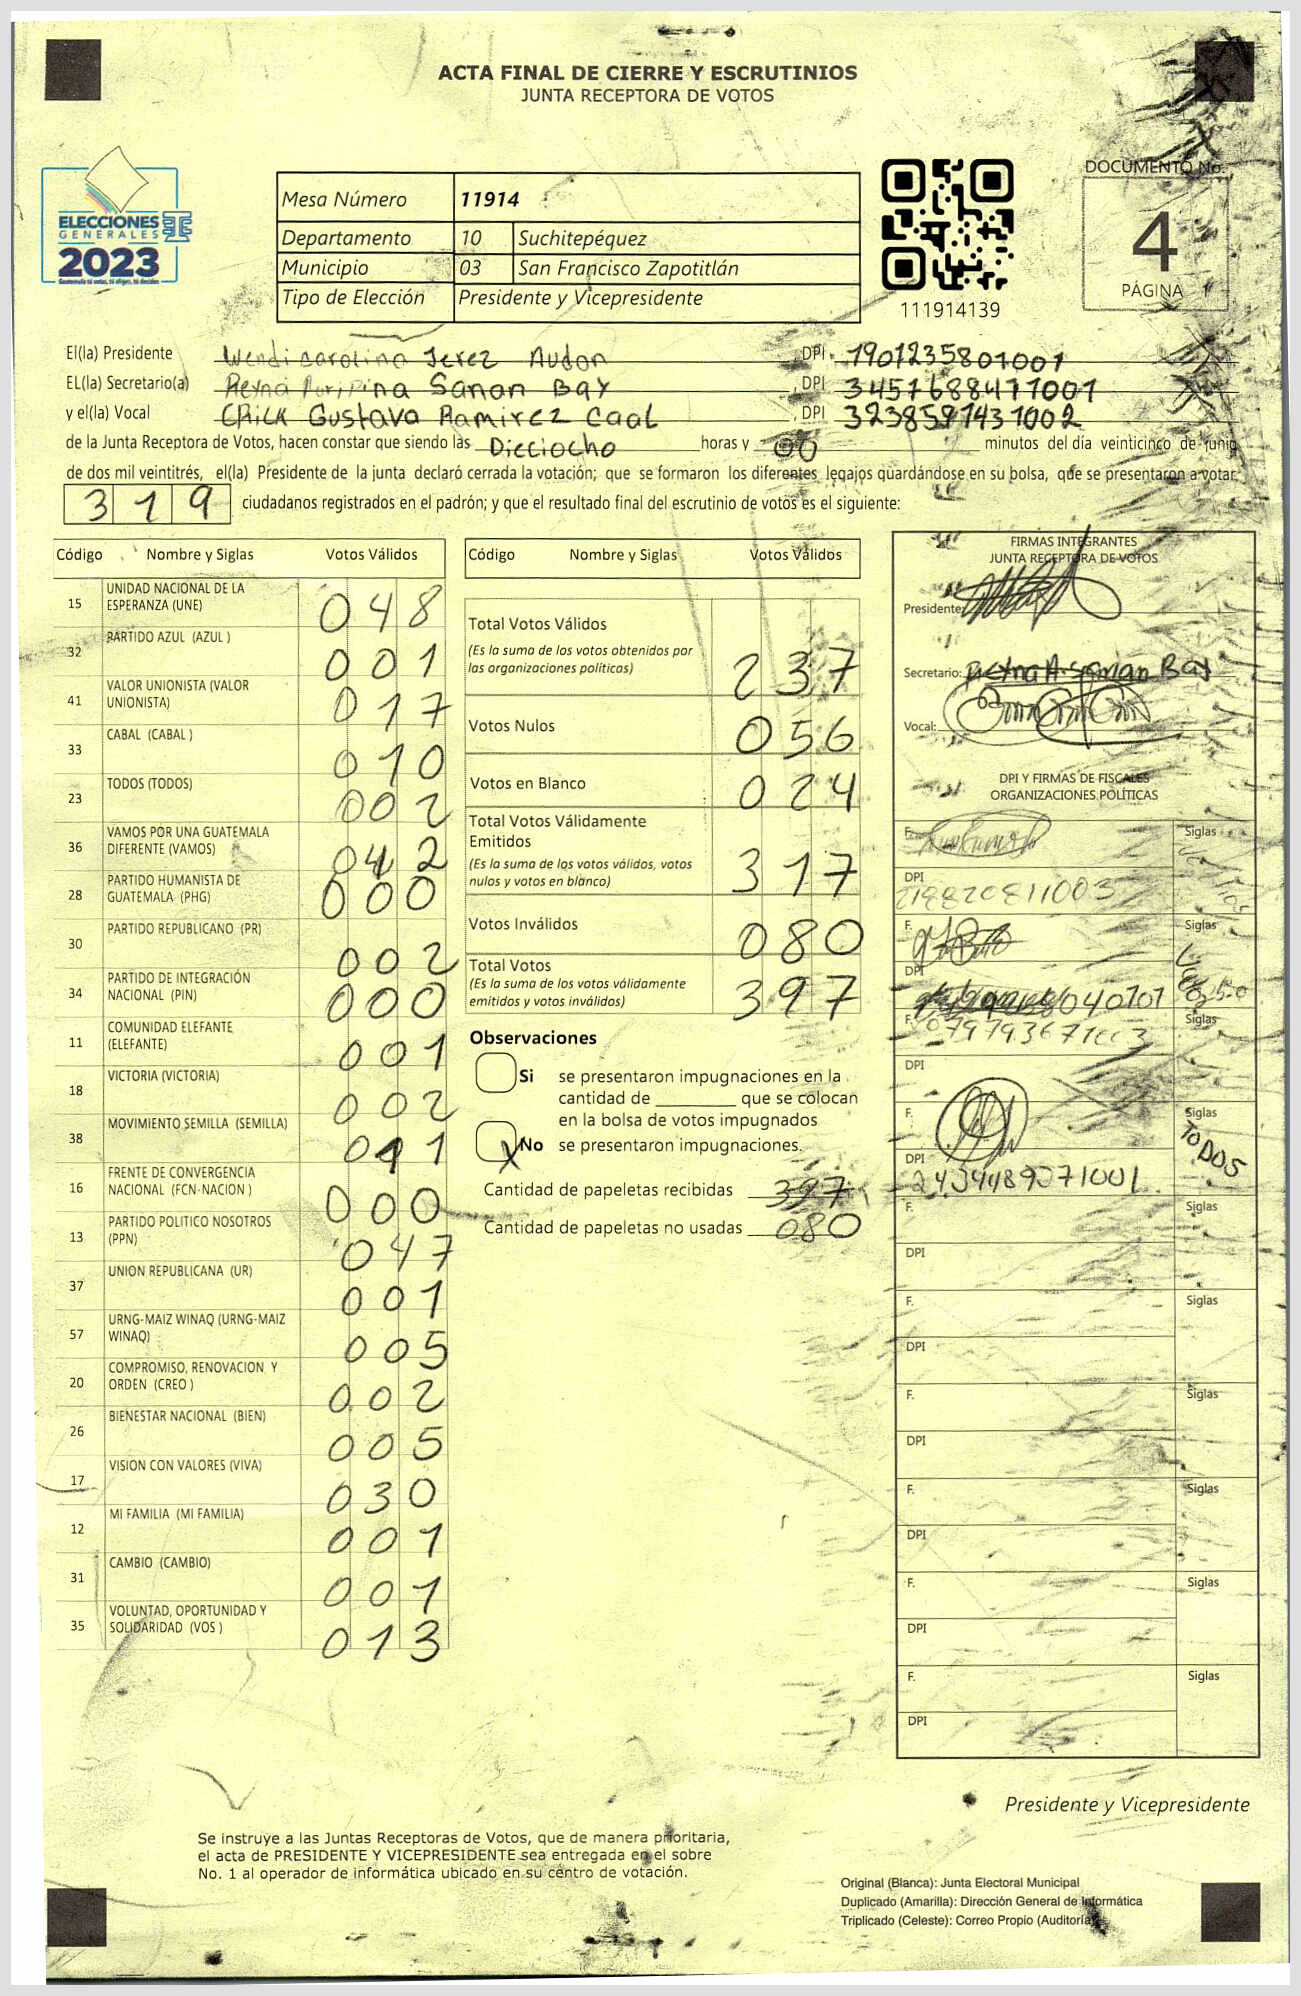 ACTA FINAL DE CIERRE Y ESCRUTINIOS
JUNTA RECEPTORA DE VOTOS
DOCUMENTO No.
4
PÁGINA 1
ELECCIONES
GENERALES
2023
Mesa Número 11914
Departamento 10 Suchitepéquez
Municipio 03 San Francisco Zapotitlán
Tipo de Elección Presidente y Vicepresidente
111914139
El(la) Presidente Wendi carolina Jerez Audon , DPI 1901235801001
EL(la) Secretario(a) Reyna Sanan Bay , DPI 3451688471001
y el(la) Vocal Erick Gustavo Ramirez Caal , DPI 3238591431002
de la Junta Receptora de Votos, hacen constar que siendo las Dieciocho horas y 00 minutos del día veinticinco de junio
de dos mil veintitrés, el(la) Presidente de la junta declaró cerrada la votación; que se formaron los diferentes legajos guardándose en su bolsa, que se presentaron a votar
319 ciudadanos registrados en el padrón; y que el resultado final del escrutinio de votos es el siguiente:
Código Nombre y Siglas Votos Válidos
15 UNIDAD NACIONAL DE LA
ESPERANZA (UNE) 048
32 PARTIDO AZUL (AZUL ) 001
41 VALOR UNIONISTA (VALOR
UNIONISTA) 017
33 CABAL (CABAL ) 010
23 TODOS (TODOS) 002
36 VAMOS POR UNA GUATEMALA
DIFERENTE (VAMOS) 042
28 PARTIDO HUMANISTA DE
GUATEMALA (PHG) 000
30 PARTIDO REPUBLICANO (PR) 002
34 PARTIDO DE INTEGRACIÓN
NACIONAL (PIN) 000
11 COMUNIDAD ELEFANTE
(ELEFANTE) 001
18 VICTORIA (VICTORIA) 002
38 MOVIMIENTO SEMILLA (SEMILLA) 011
16 FRENTE DE CONVERGENCIA
NACIONAL (FCN-NACION ) 000
13 PARTIDO POLITICO NOSOTROS
(PPN) 047
37 UNION REPUBLICANA (UR) 001
57 URNG-MAIZ WINAQ (URNG-MAIZ
WINAQ) 005
20 COMPROMISO, RENOVACION Y
ORDEN (CREO ) 002
26 BIENESTAR NACIONAL (BIEN) 005
17 VISION CON VALORES (VIVA) 030
12 MI FAMILIA (MI FAMILIA) 001
31 CAMBIO (CAMBIO) 001
35 VOLUNTAD, OPORTUNIDAD Y
SOLIDARIDAD (VOS ) 013
Código Nombre y Siglas Votos Válidos
Total Votos Válidos
(Es la suma de los votos obtenidos por
las organizaciones políticas) 237
Votos Nulos 056
Votos en Blanco 024
Total Votos Válidamente
Emitidos
(Es la suma de los votos válidos, votos
nulos y votos en blanco) 317
Votos Inválidos 080
Total Votos
(Es la suma de los votos válidamente
emitidos y votos inválidos) 397
Observaciones
Si se presentaron impugnaciones en la
cantidad de ________ que se colocan
en la bolsa de votos impugnados
X No se presentaron impugnaciones.
Cantidad de papeletas recibidas 397
Cantidad de papeletas no usadas 080
FIRMAS INTEGRANTES
JUNTA RECEPTORA DE VOTOS
Presidente:
Secretario: Reyna A. Sanan Bay
Vocal:
DPI Y FIRMAS DE FISCALES
ORGANIZACIONES POLÍTICAS
F. Siglas
DPI
F. Siglas
DPI
F. Siglas
DPI
F. Siglas
TODOS
DPI 2434489071001
F. Siglas
DPI
F. Siglas
DPI
F. Siglas
DPI
F. Siglas
DPI
F. Siglas
DPI
F. Siglas
DPI
Presidente y Vicepresidente
Se instruye a las Juntas Receptoras de Votos, que de manera prioritaria,
el acta de PRESIDENTE Y VICEPRESIDENTE sea entregada en el sobre
No. 1 al operador de informática ubicado en su centro de votación.
Original (Blanca): Junta Electoral Municipal
Duplicado (Amarilla): Dirección General de Informática
Triplicado (Celeste): Correo Propio (Auditoría)